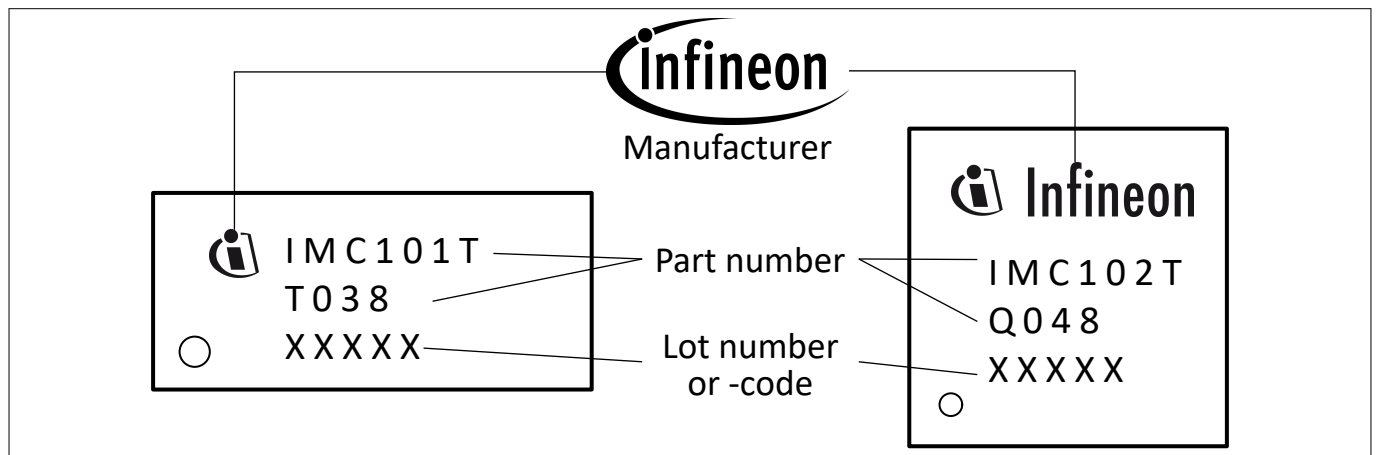 infineon
Manufacturer
IMC101T
T038
XXXXX
Part number
Lot number
or -code
Infineon
IMC102T
Q048
XXXXX